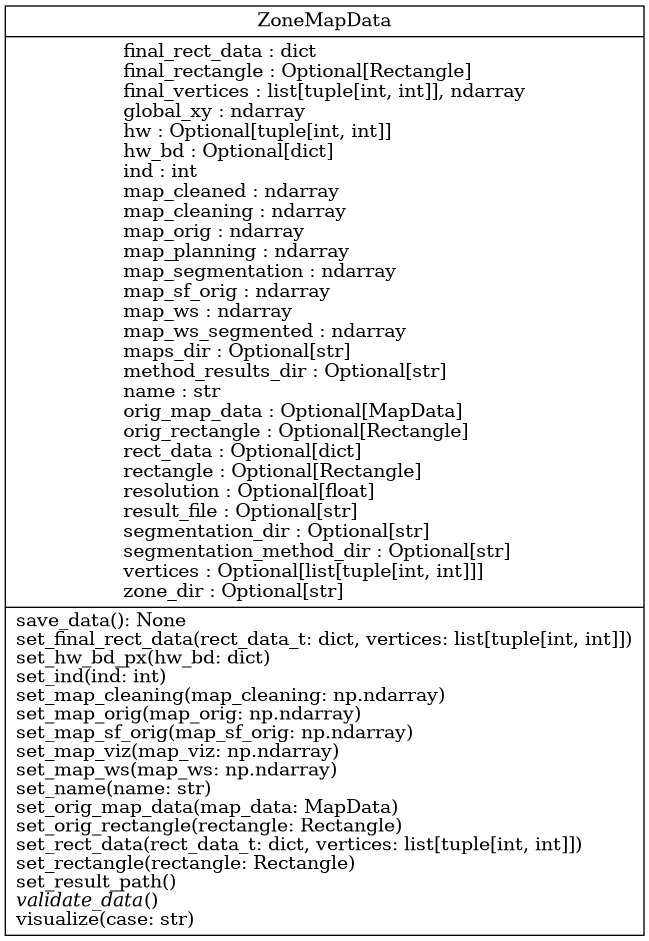 ZoneMapData
final_rect_data : dict
final_rectangle : Optional[Rectangle]
final_vertices : list[tuple[int, int]], ndarray
global_xy : ndarray
hw : Optional[tuple[int, int]]
hw_bd : Optional[dict]
ind : int
map_cleaned : ndarray
map_cleaning : ndarray
map_orig : ndarray
map_planning : ndarray
map_segmentation : ndarray
map_sf_orig : ndarray
map_ws : ndarray
map_ws_segmented : ndarray
maps_dir : Optional[str]
method_results_dir : Optional[str]
name : str
orig_map_data : Optional[MapData]
orig_rectangle : Optional[Rectangle]
rect_data : Optional[dict]
rectangle : Optional[Rectangle]
resolution : Optional[float]
result_file : Optional[str]
segmentation_dir : Optional[str]
segmentation_method_dir : Optional[str]
vertices : Optional[list[tuple[int, int]]]
zone_dir : Optional[str]
save_data(): None
set_final_rect_data(rect_data_t: dict, vertices: list[tuple[int, int]])
set_hw_bd_px(hw_bd: dict)
set_ind(ind: int)
set_map_cleaning(map_cleaning: np.ndarray)
set_map_orig(map_orig: np.ndarray)
set_map_sf_orig(map_sf_orig: np.ndarray)
set_map_viz(map_viz: np.ndarray)
set_map_ws(map_ws: np.ndarray)
set_name(name: str)
set_orig_map_data(map_data: MapData)
set_orig_rectangle(rectangle: Rectangle)
set_rect_data(rect_data_t: dict, vertices: list[tuple[int, int]])
set_rectangle(rectangle: Rectangle)
set_result_path()
validate_data()
visualize(case: str)